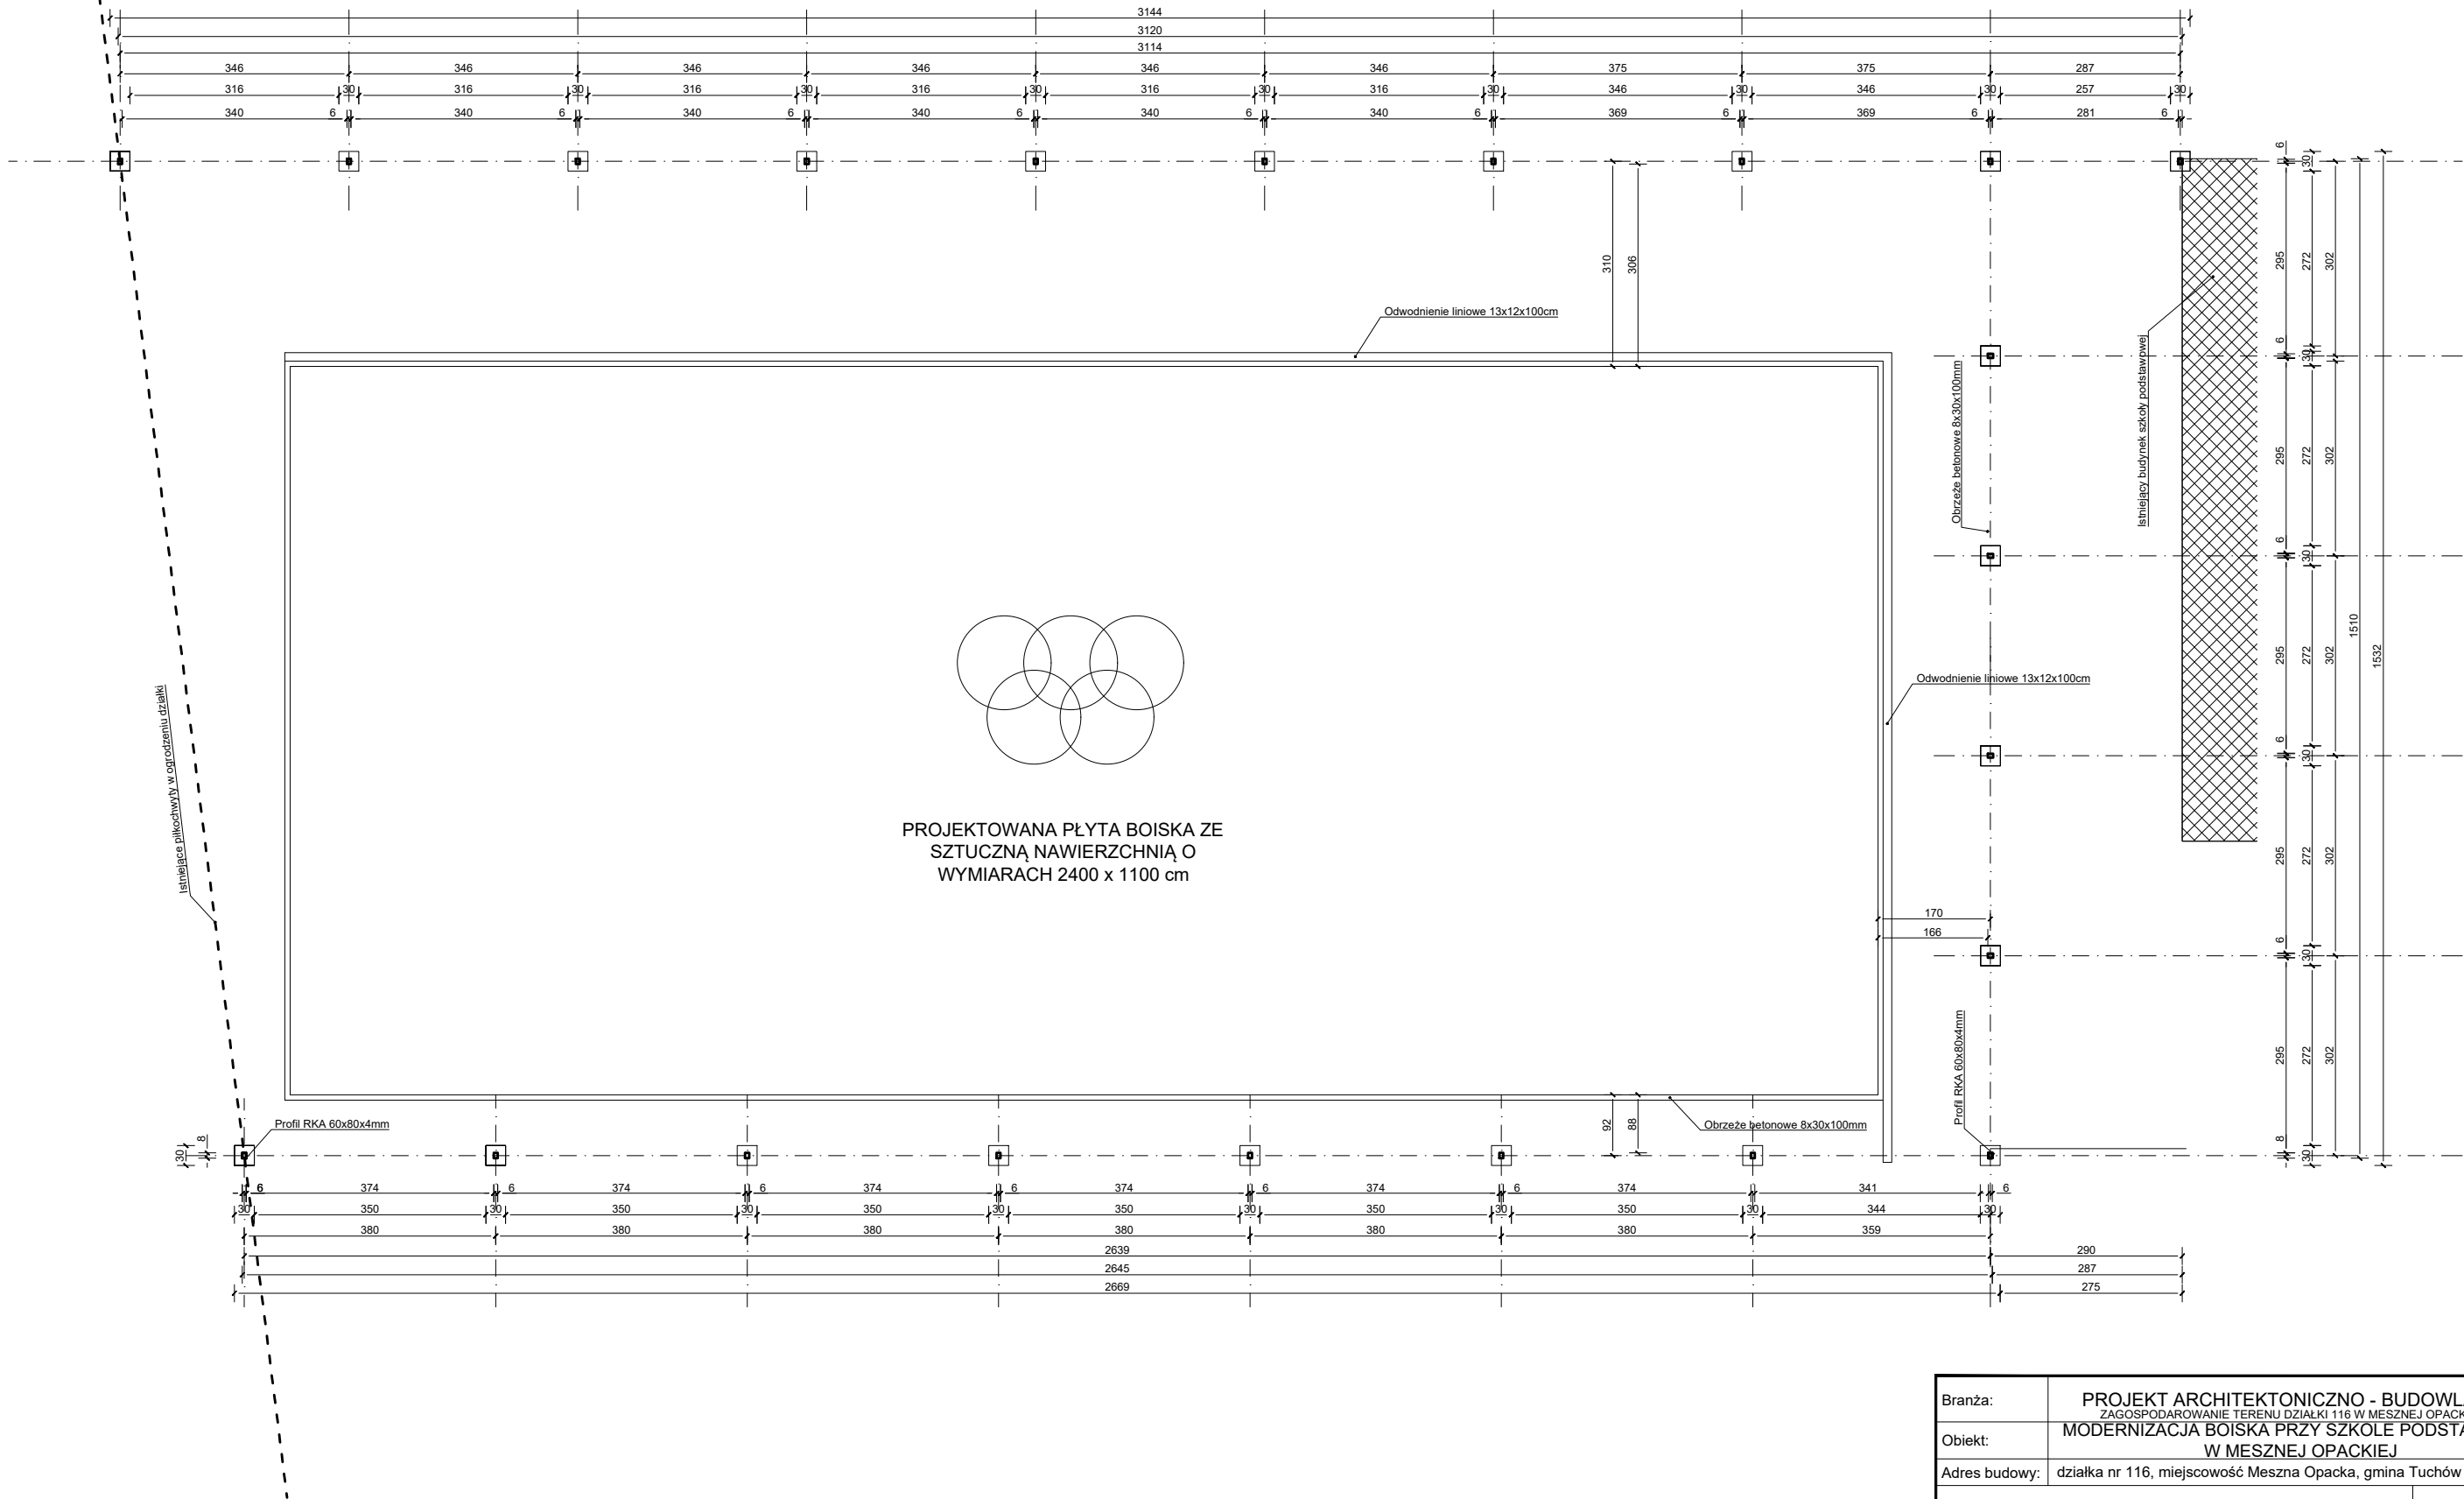 3144
3120
3114
346 346 346 346 346 346 375 375 287
316 30 316 30 316 30 316 30 316 30 316 30 346 30 346 30 257 30
340 6 340 6 340 6 340 6 340 6 340 6 369 6 369 6 281 6
310
306
Odwodnienie liniowe 13x12x100cm
Obrzeże betonowe 8x30x100mm
Istniejący budynek szkoły podstawowej
6 295 6 295 6 295 6 295 6 295 8
30 272 30 272 30 272 30 272 30 272 30
302 302 302 302 302
1510
1532
Odwodnienie liniowe 13x12x100cm
Istniejące piłkochwyty w ogrodzeniu działki
PROJEKTOWANA PŁYTA BOISKA ZE
SZTUCZNĄ NAWIERZCHNIĄ O
WYMIARACH 2400 x 1100 cm
170
166
Profil RKA 60x80x4mm
Profil RKA 60x80x4mm
92
88
Obrzeże betonowe 8x30x100mm
30
8
6 374 6 374 6 374 6 374 6 374 6 374 341 6
30 350 30 350 30 350 30 350 30 350 30 350 30 344 30
380 380 380 380 380 380 359
2639 290
2645 287
2669 275
Branża: PROJEKT ARCHITEKTONICZNO - BUDOWLA
ZAGOSPODAROWANIE TERENU DZIAŁKI 116 W MESZNEJ OPACK
Obiekt: MODERNIZACJA BOISKA PRZY SZKOLE PODSTA
W MESZNEJ OPACKIEJ
Adres budowy: działka nr 116, miejscowość Meszna Opacka, gmina Tuchów